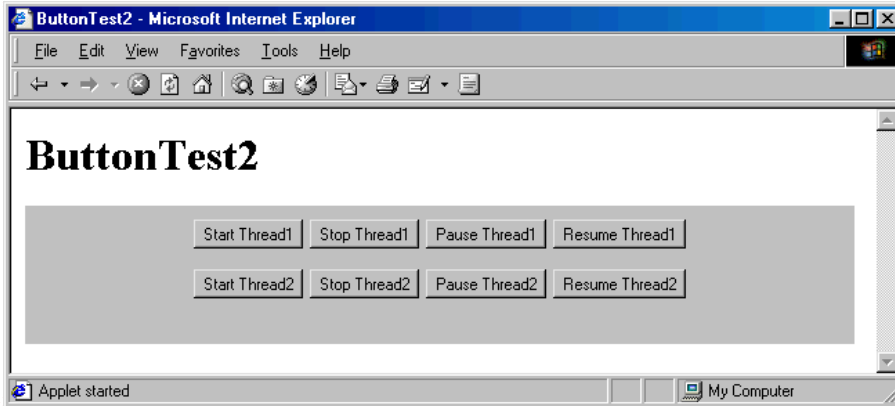 ButtonTest2 - Microsoft Internet Explorer
File Edit View Favorites Tools Help
ButtonTest2
Start Thread1 Stop Thread1 Pause Thread1 Resume Thread1
Start Thread2 Stop Thread2 Pause Thread2 Resume Thread2
Applet started My Computer